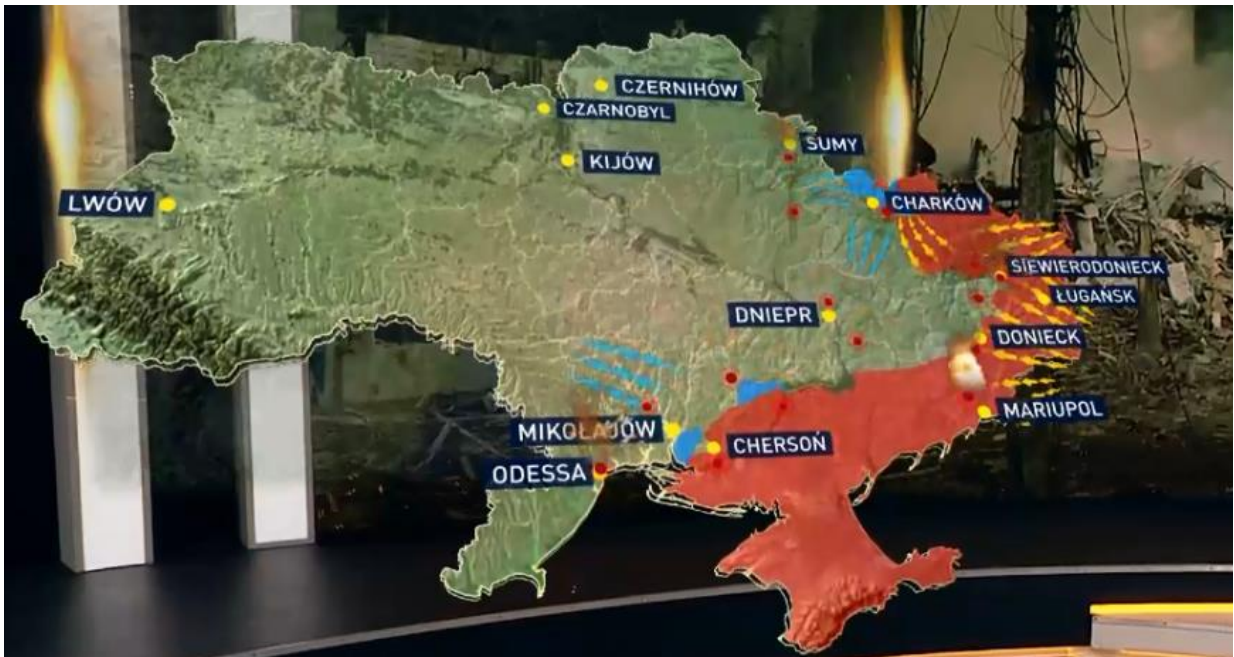 CZERNIHÓW
CZARNOBYL
SUMY
KIJÓW
LWÓW
CHARKÓW
SIEWIERODONIECK
ŁUGAŃSK
DNIEPR
DONIECK
MARIUPOL
MIKOŁAJÓW
CHERSOŃ
ODESSA